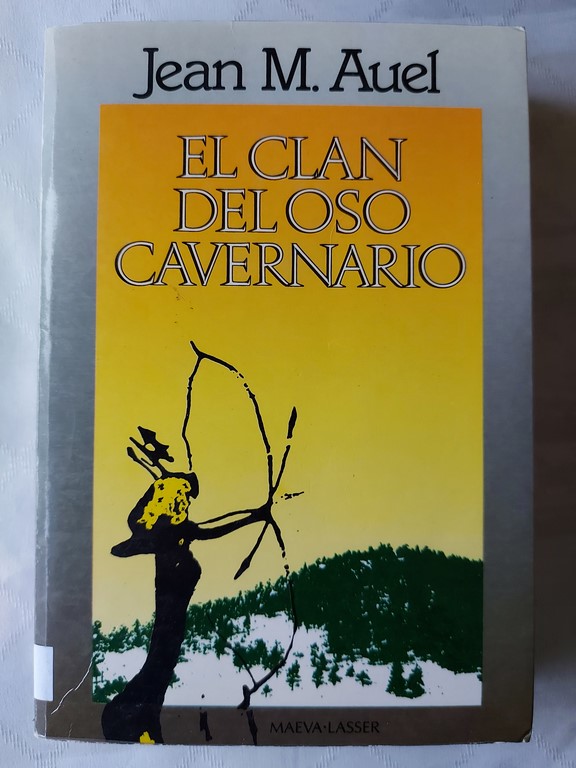 Jean M. Auel
EL CLAN
DEL OSO
CAVERNARIO
MAEVA-LASSER